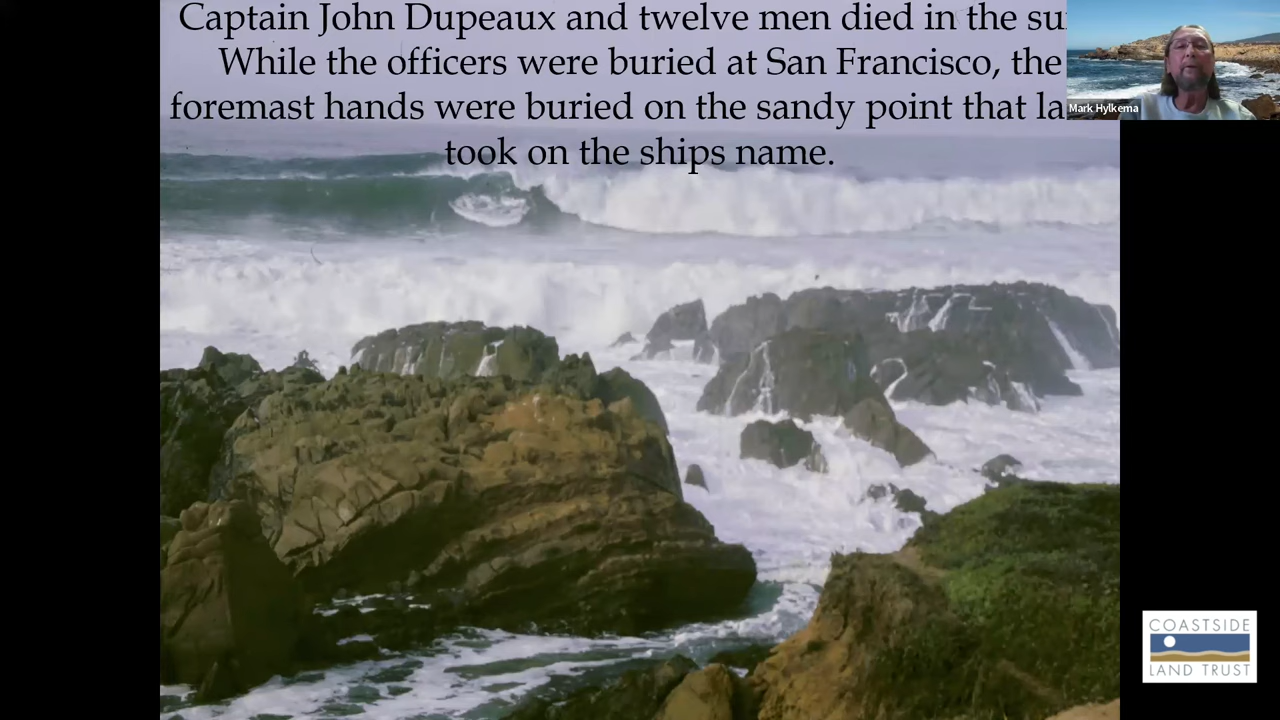 Captain John Dupeaux and twelve men died in the
While the officers were buried at San Francisco, the
foremast hands were buried on the sandy point that
took on the ships name.
Mark Hylkema
COASTSIDE
LAND TRUST